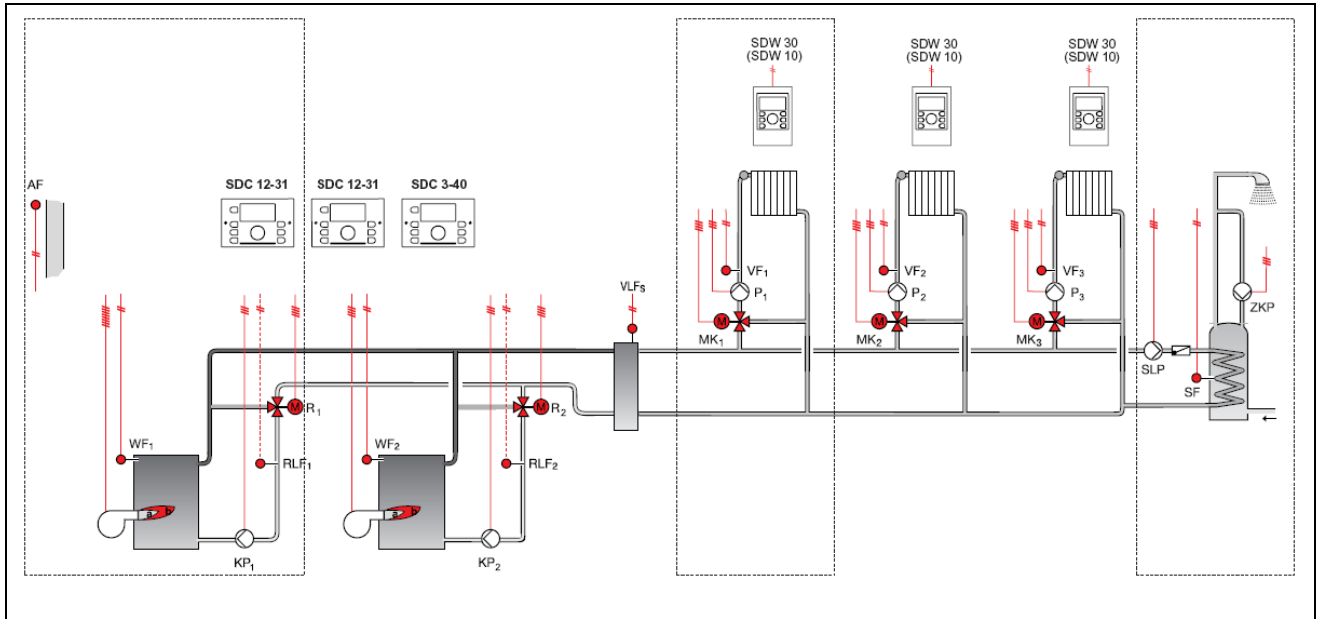 SDW 30
(SDW 10)
SDW 30
(SDW 10)
SDW 30
(SDW 10)
AF
SDC 12-31
SDC 12-31
SDC 3-40
VF1
VF2
VF3
P1
P2
P3
VLFS
ZKP
M
MK1
M
MK2
M
MK3
SLP
SF
M
R1
M
R2
WF1
RLF1
WF2
RLF2
a
b
a
b
KP1
KP2